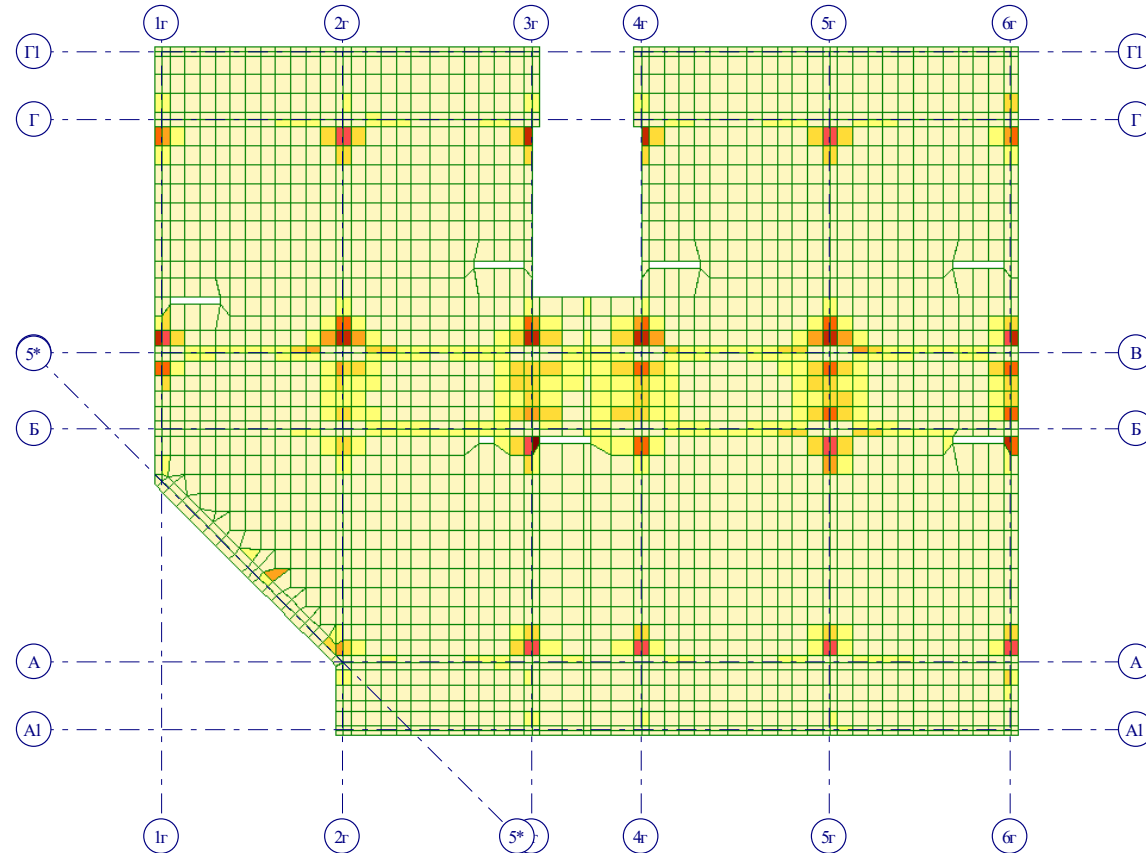 1г 2г 3г 4г 5г 6г
Г1 Г1
Г Г
5* В
Б Б
А А
А1 А1
1г 2г 5* г 4г 5г 6г